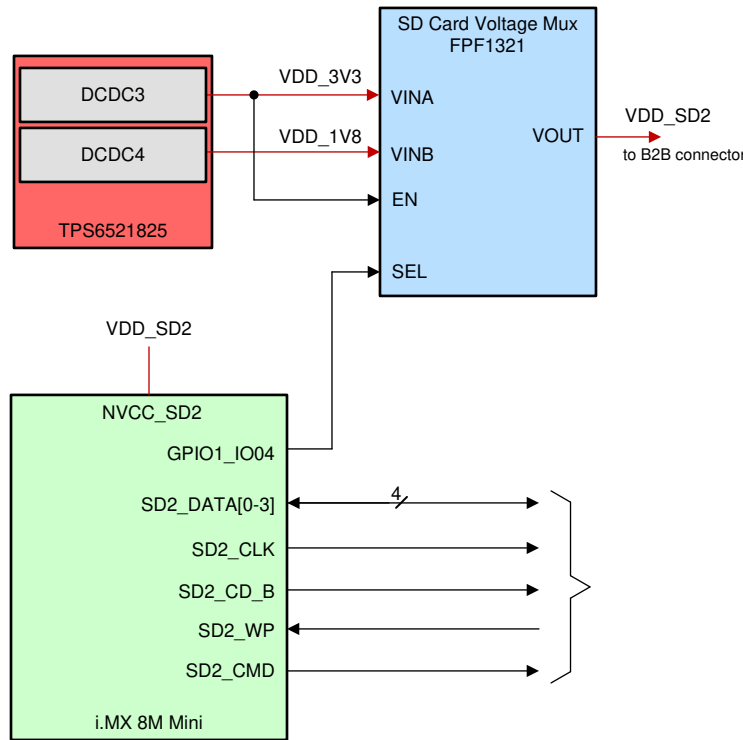 SD Card Voltage Mux
FPF1321
DCDC3
VDD_3V3
VINA
DCDC4
VDD_1V8
VINB
VOUT
VDD_SD2
to B2B connector
EN
TPS6521825
SEL
VDD_SD2
NVCC_SD2
GPIO1_IO04
SD2_DATA[0-3]
4
SD2_CLK
SD2_CD_B
SD2_WP
SD2_CMD
i.MX 8M Mini